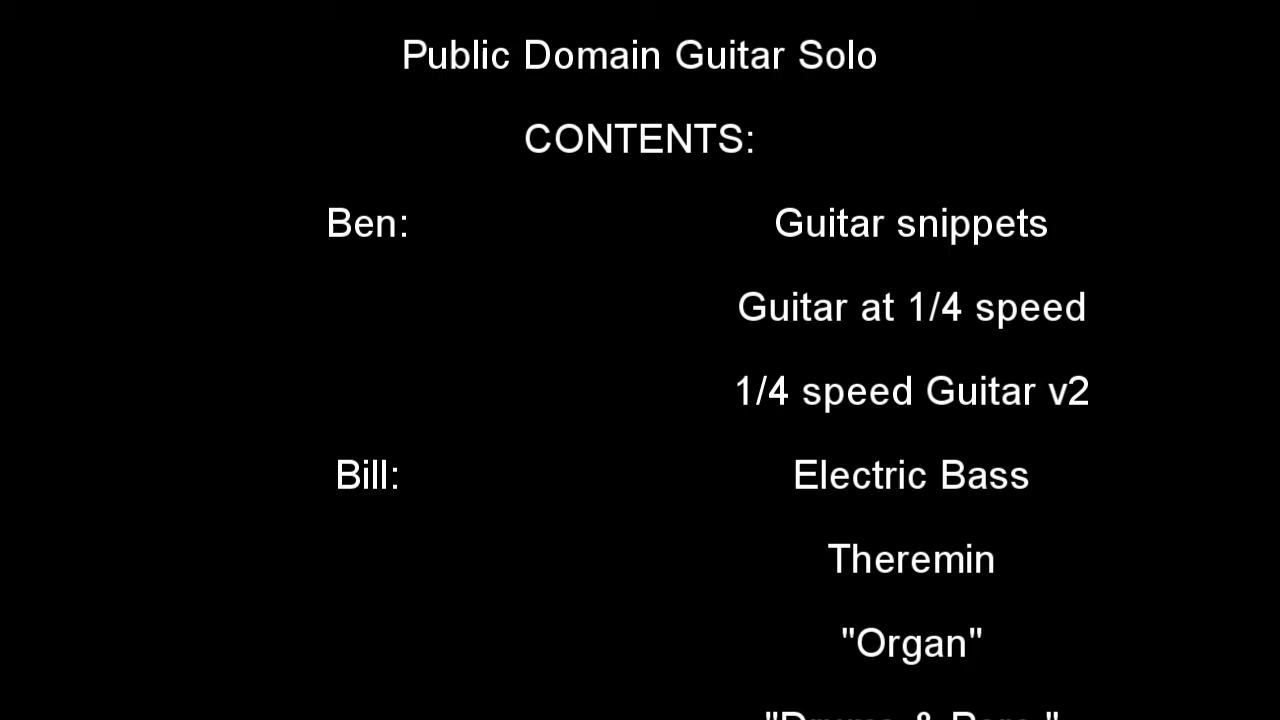 Public Domain Guitar Solo
CONTENTS:
Ben: Guitar snippets
Guitar at 1/4 speed
1/4 speed Guitar v2
Bill: Electric Bass
Theremin
"Organ"